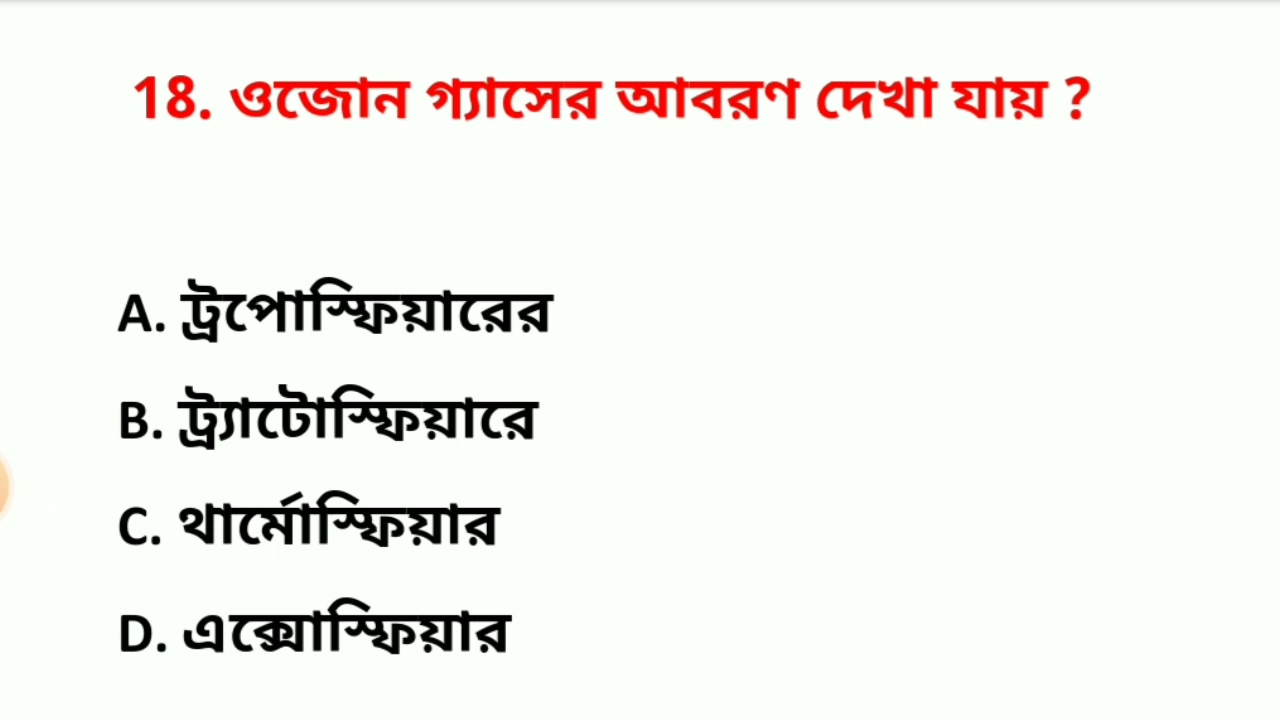 18. ওজোন গ্যাসের আবরণ দেখা যায় ?
A. ট্রপোস্ফিয়ারের
B. ট্র্যাটোস্ফিয়ারে
C. থার্মোস্ফিয়ার
D. এক্সোস্ফিয়ার